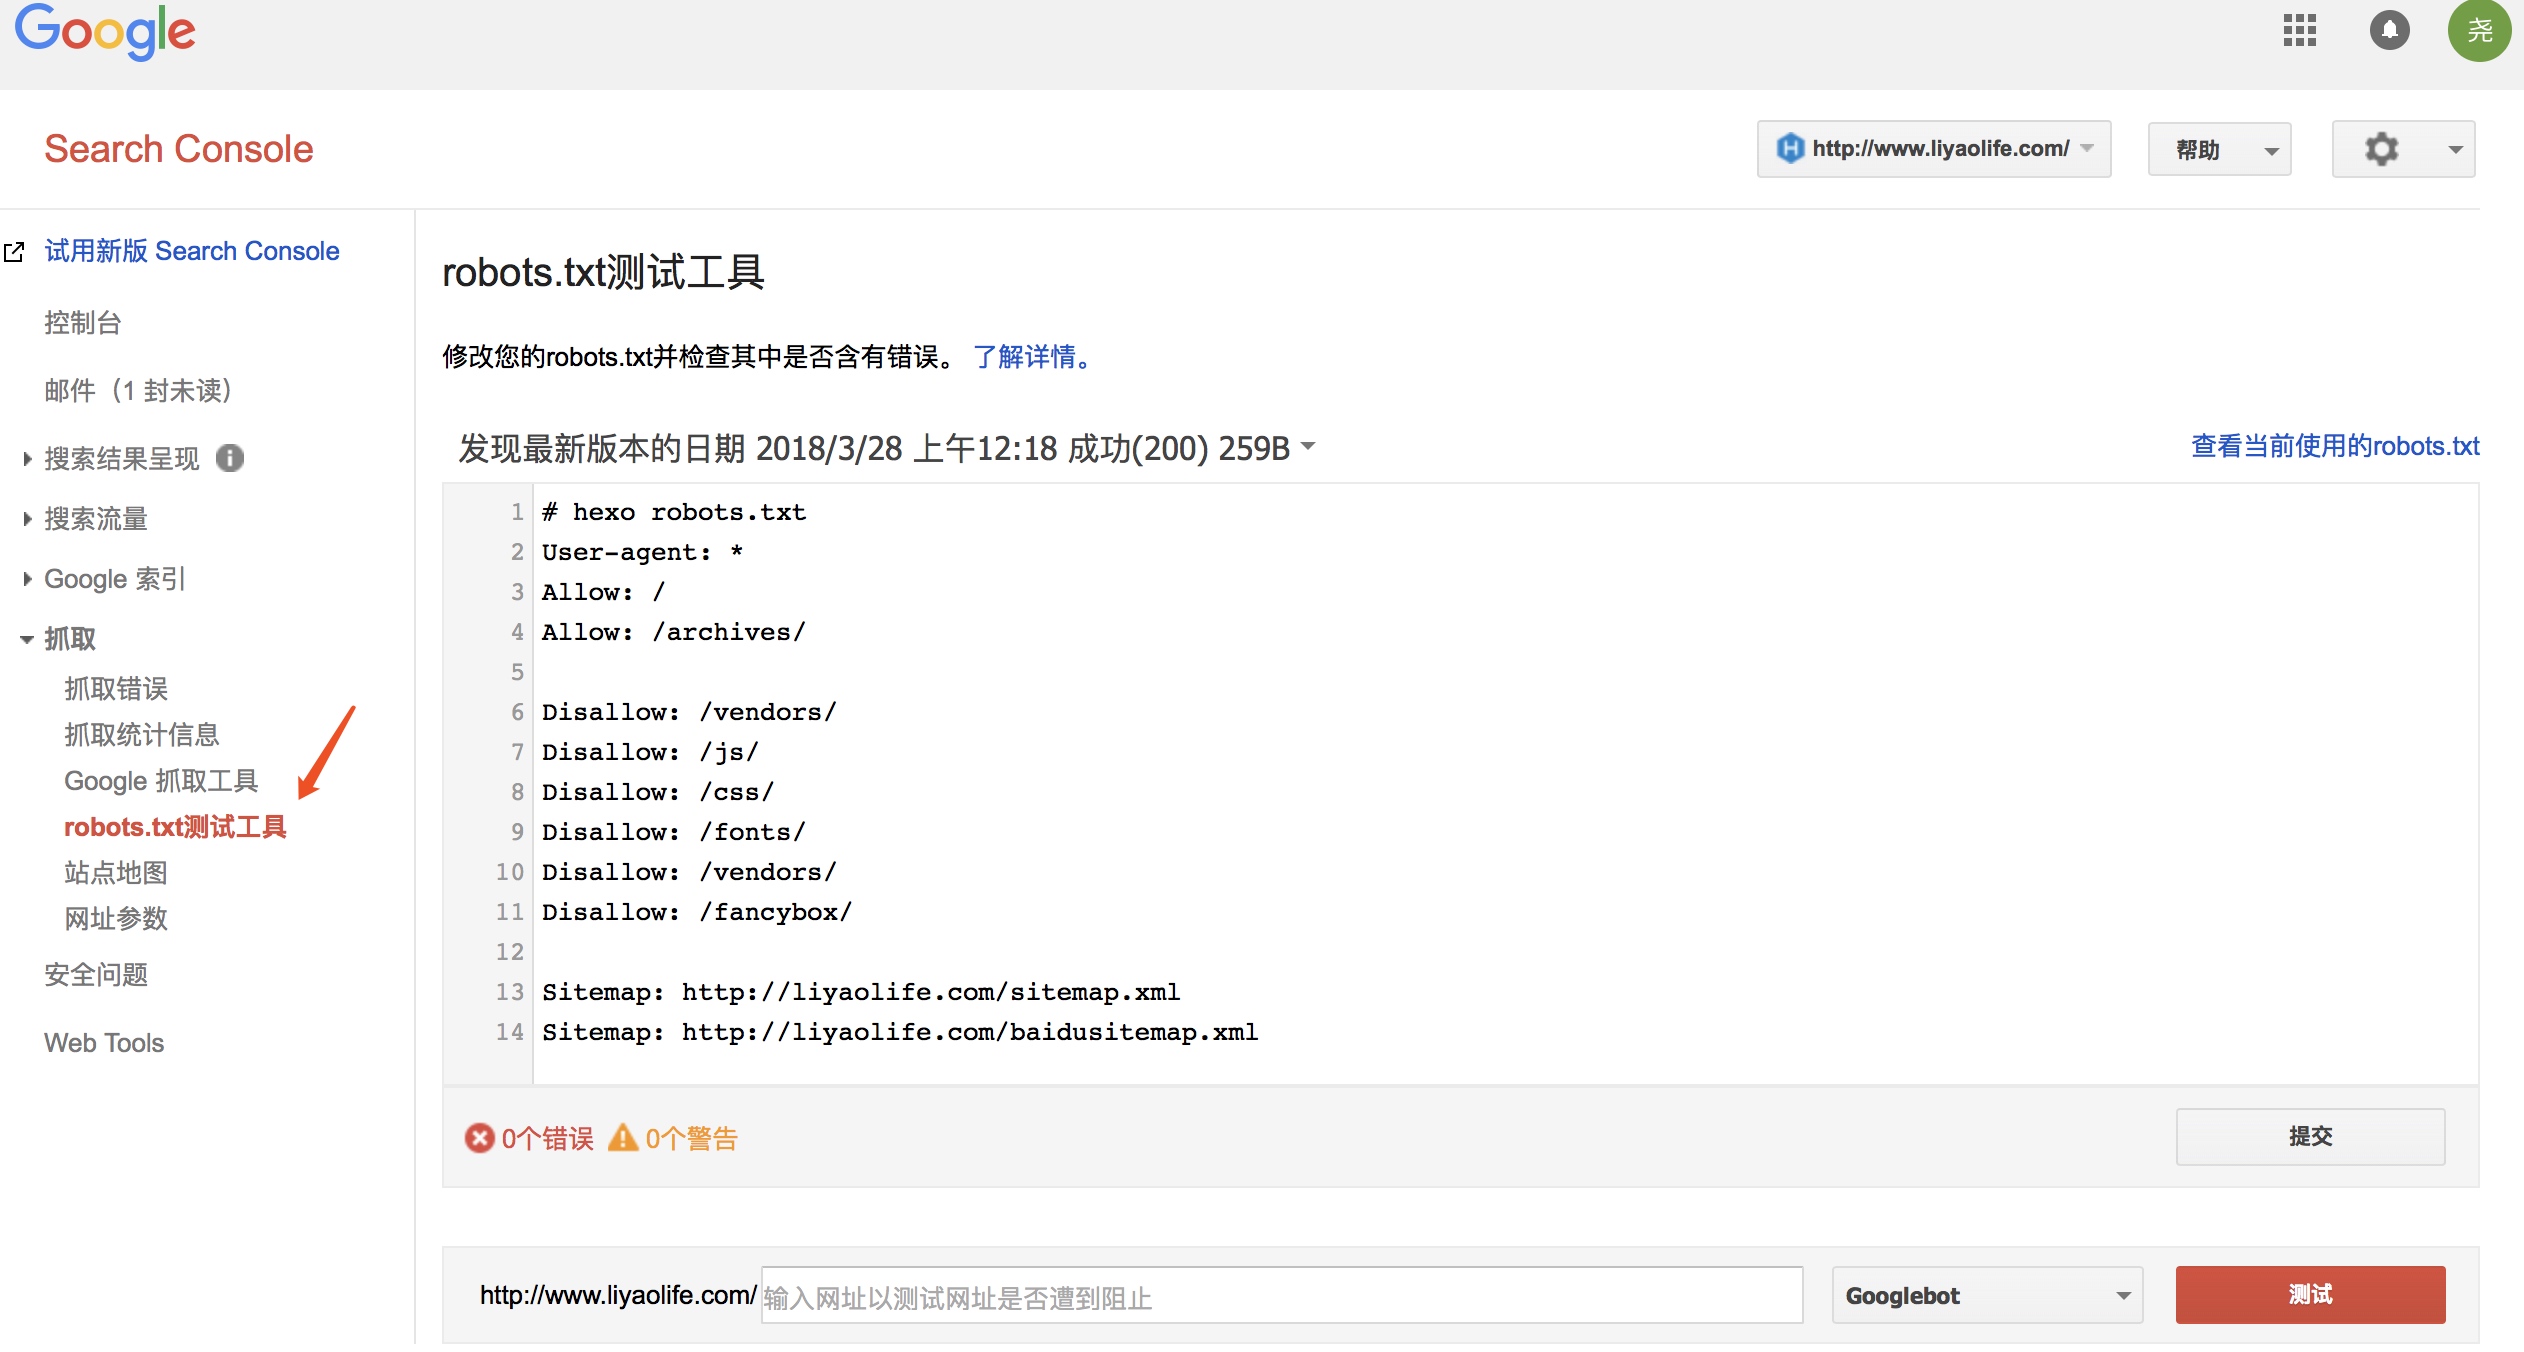 Google
尧
Search Console
http://www.liyaolife.com/
帮助
试用新版 Search Console
控制台
邮件（1 封未读）
搜索结果呈现
搜索流量
Google 索引
抓取
抓取错误
抓取统计信息
Google 抓取工具
robots.txt测试工具
站点地图
网址参数
安全问题
Web Tools
robots.txt测试工具
修改您的robots.txt并检查其中是否含有错误。 了解详情。
发现最新版本的日期 2018/3/28 上午12:18 成功(200) 259B
查看当前使用的robots.txt
1 # hexo robots.txt
2 User-agent: *
3 Allow: /
4 Allow: /archives/
5
6 Disallow: /vendors/
7 Disallow: /js/
8 Disallow: /css/
9 Disallow: /fonts/
10 Disallow: /vendors/
11 Disallow: /fancybox/
12
13 Sitemap: http://liyaolife.com/sitemap.xml
14 Sitemap: http://liyaolife.com/baidusitemap.xml
0个错误 0个警告
提交
http://www.liyaolife.com/ 输入网址以测试网址是否遭到阻止
Googlebot
测试